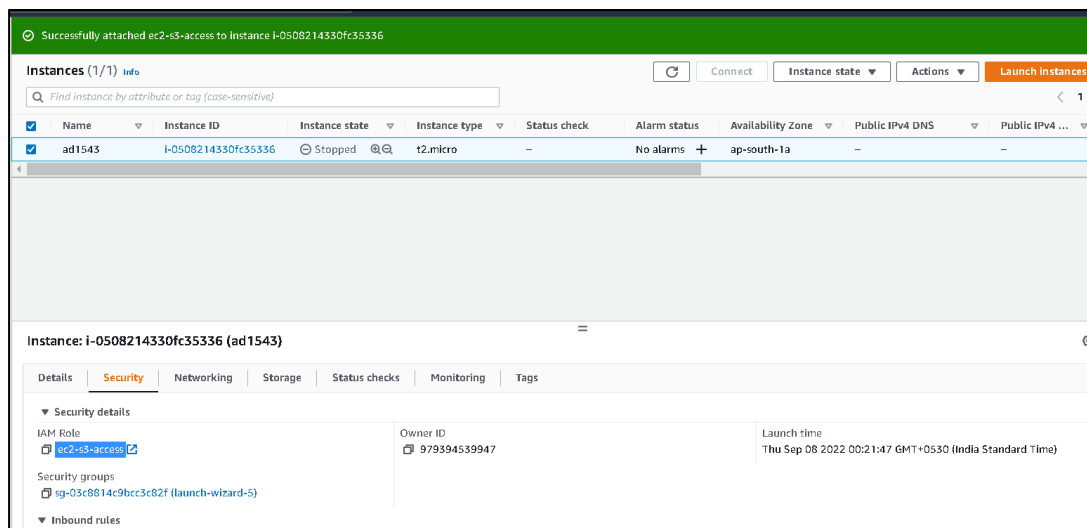 Successfully attached ec2-s3-access to instance i-0508214330fc35336
Instances (1/1) Info
Connect
Instance state
Actions
Launch instances
Find instance by attribute or tag (case-sensitive)
1
Name Instance ID Instance state Instance type Status check Alarm status Availability Zone Public IPv4 DNS Public IPv4 ...
ad1543 i-0508214330fc35336 Stopped t2.micro – No alarms + ap-south-1a – –
Instance: i-0508214330fc35336 (ad1543)
Details Security Networking Storage Status checks Monitoring Tags
Security details
IAM Role Owner ID Launch time
ec2-s3-access 979394539947 Thu Sep 08 2022 00:21:47 GMT+0530 (India Standard Time)
Security groups
sg-03c8814c9bcc3c82f (launch-wizard-5)
Inbound rules